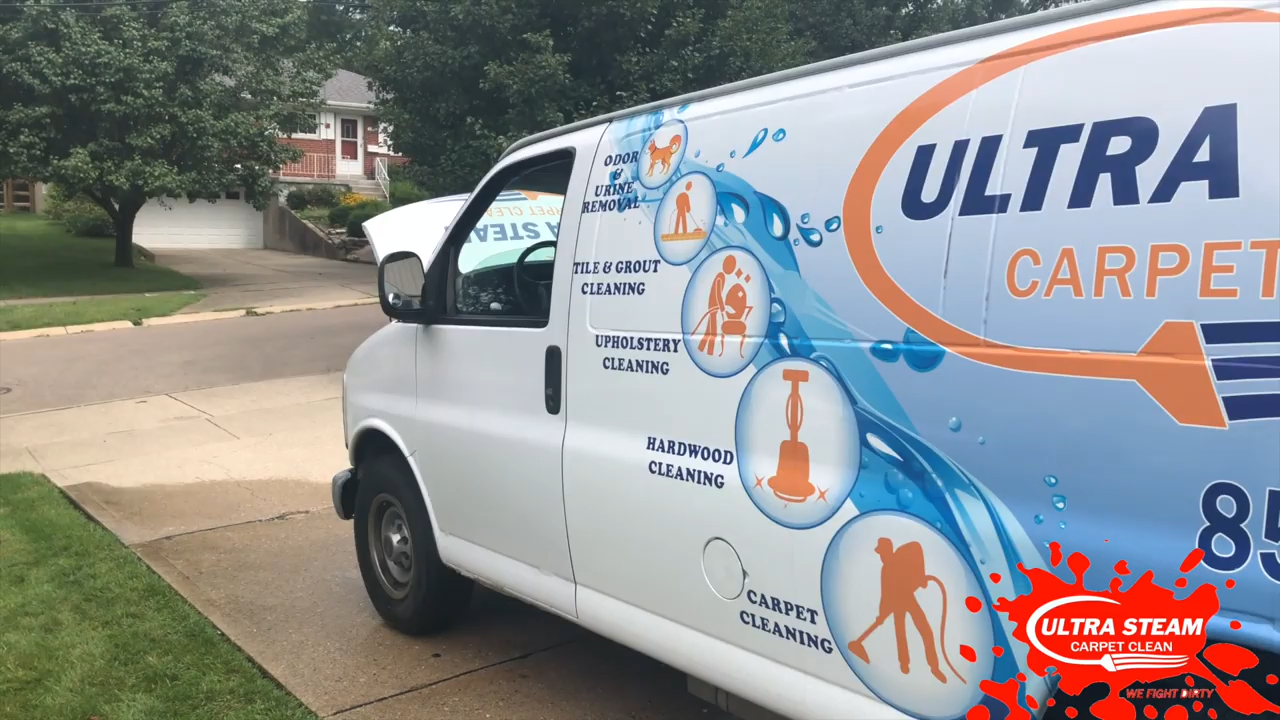 ODOR
&
URINE
REMOVAL
TILE & GROUT
CLEANING
UPHOLSTERY
CLEANING
HARDWOOD
CLEANING
CARPET
CLEANING
ULTRA
CARPET
85
ULTRA STEAM
CARPET CLEAN
WE FIGHT DIRTY